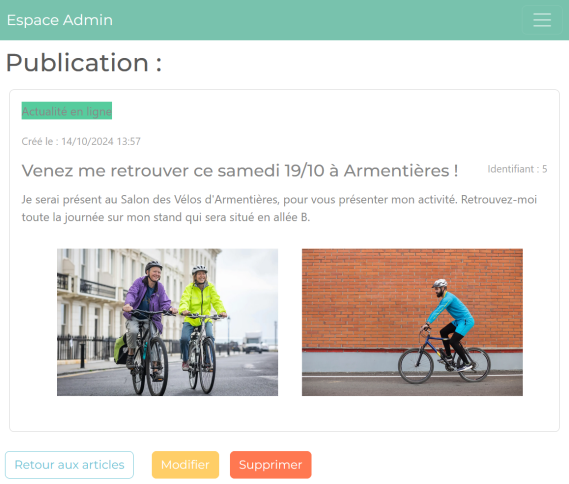 Espace Admin
Publication :
Actualité en ligne
Créé le : 14/10/2024 13:57
Venez me retrouver ce samedi 19/10 à Armentières !
Identifiant : 5
Je serai présent au Salon des Vélos d'Armentières, pour vous présenter mon activité. Retrouvez-moi
toute la journée sur mon stand qui sera situé en allée B.
Retour aux articles
Modifier
Supprimer